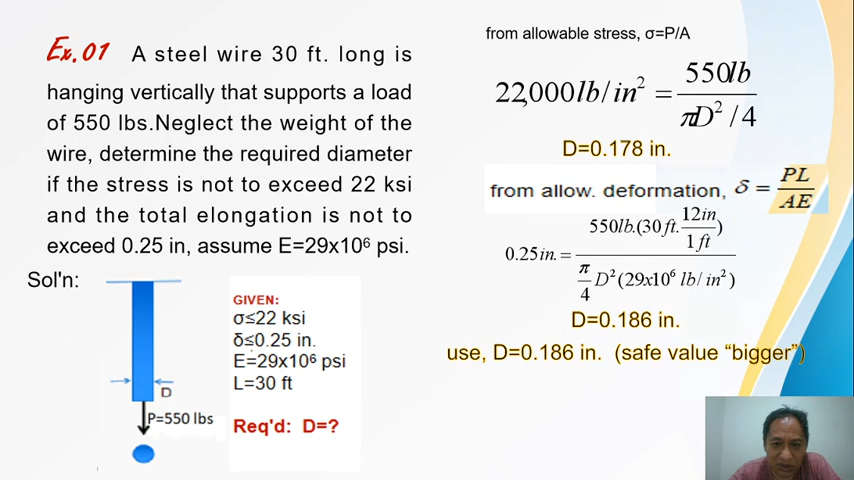 Ex.01 A steel wire 30 ft. long is
hanging vertically that supports a load
of 550 lbs.Neglect the weight of the
wire, determine the required diameter
if the stress is not to exceed 22 ksi
and the total elongation is not to
exceed 0.25 in, assume E=29x10⁶ psi.
Sol'n:
D
P=550 lbs
GIVEN:
σ≤22 ksi
δ≤0.25 in.
E=29x10⁶ psi
L=30 ft
Req'd: D=?
from allowable stress, σ=P/A
22,000lb/in² = 550lb / πD²/4
D=0.178 in.
from allow. deformation, δ = PL / AE
0.25in. = 550lb.(30ft. 12in / 1ft) / π/4 D²(29x10⁶ lb/in²)
D=0.186 in.
use, D=0.186 in. (safe value “bigger”)